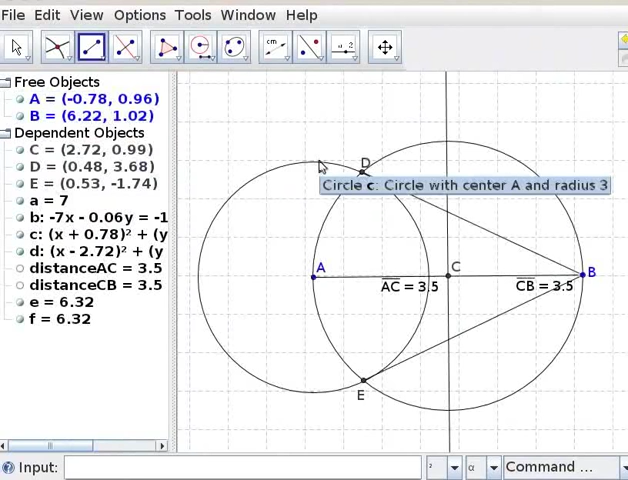 File Edit View Options Tools Window Help
cm
a=2
Free Objects
A = (-0.78, 0.96)
B = (6.22, 1.02)
Dependent Objects
C = (2.72, 0.99)
D = (0.48, 3.68)
E = (0.53, -1.74)
a = 7
b: -7x - 0.06y = -1
c: (x + 0.78)² + (y
d: (x - 2.72)² + (y
distanceAC = 3.5
distanceCB = 3.5
e = 6.32
f = 6.32
D
Circle c: Circle with center A and radius 3
A
C
B
AC = 3.5
CB = 3.5
E
Input:
²
α
Command ...